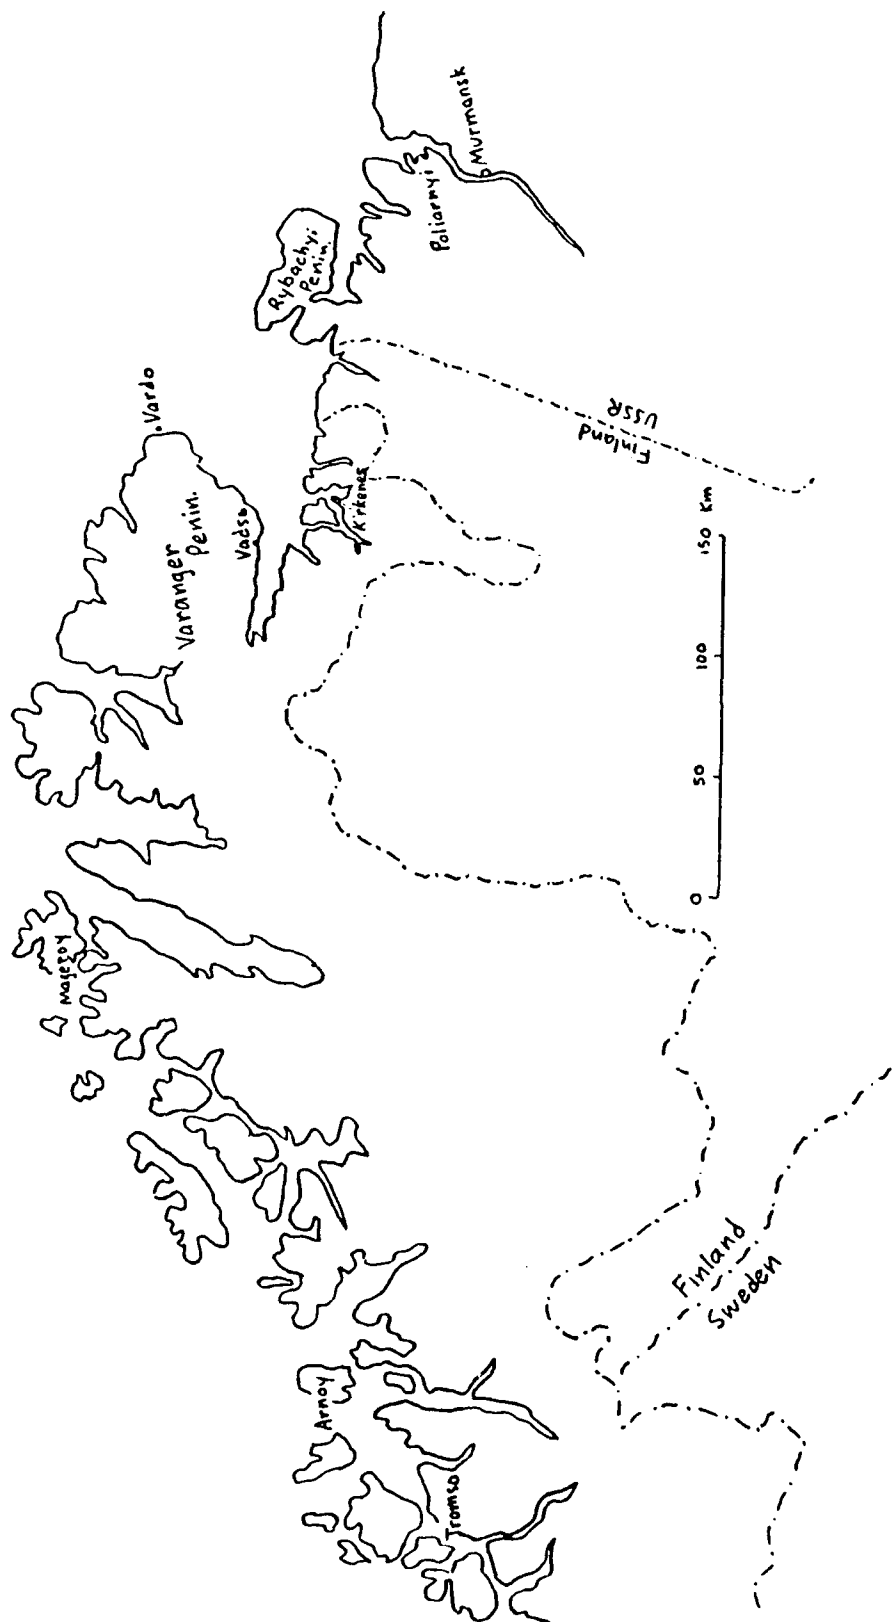 Mageroy
Varanger
Penin.
Vardo
Vadso
Rybachyi
Penin.
Arnoy
Tromso
Kirkenes
Poliarnyi
Murmansk
Finland
USSR
Finland
Sweden
0 50 100 150 Km